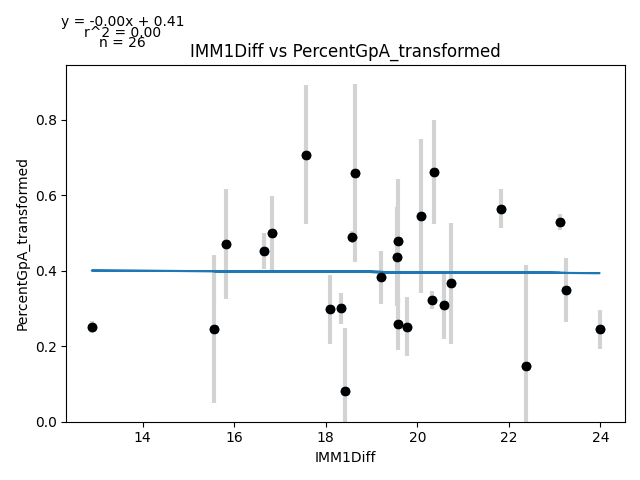 y = -0.00x + 0.41
r^2 = 0.00
n = 26
IMM1Diff vs PercentGpA_transformed
PercentGpA_transformed
0.8
0.6
0.4
0.2
0.0
14 16 18 20 22 24
IMM1Diff